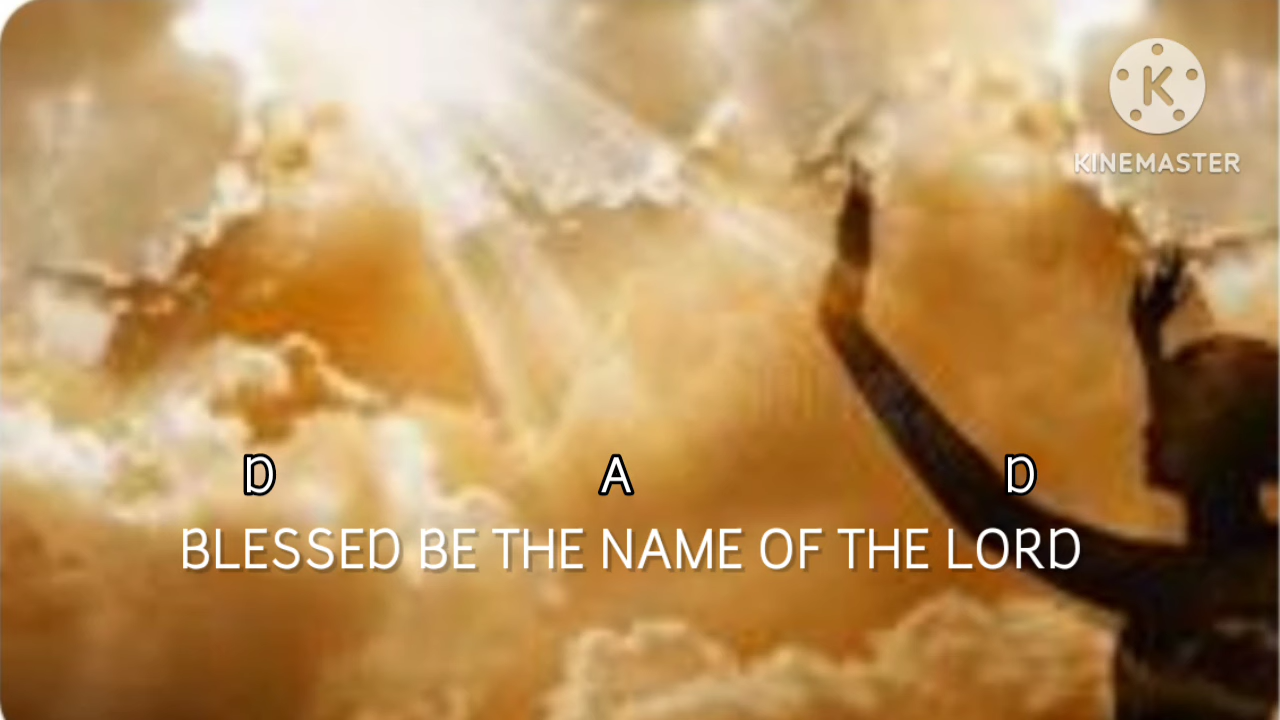 K
KINEMASTER
D A D
BLESSED BE THE NAME OF THE LORD